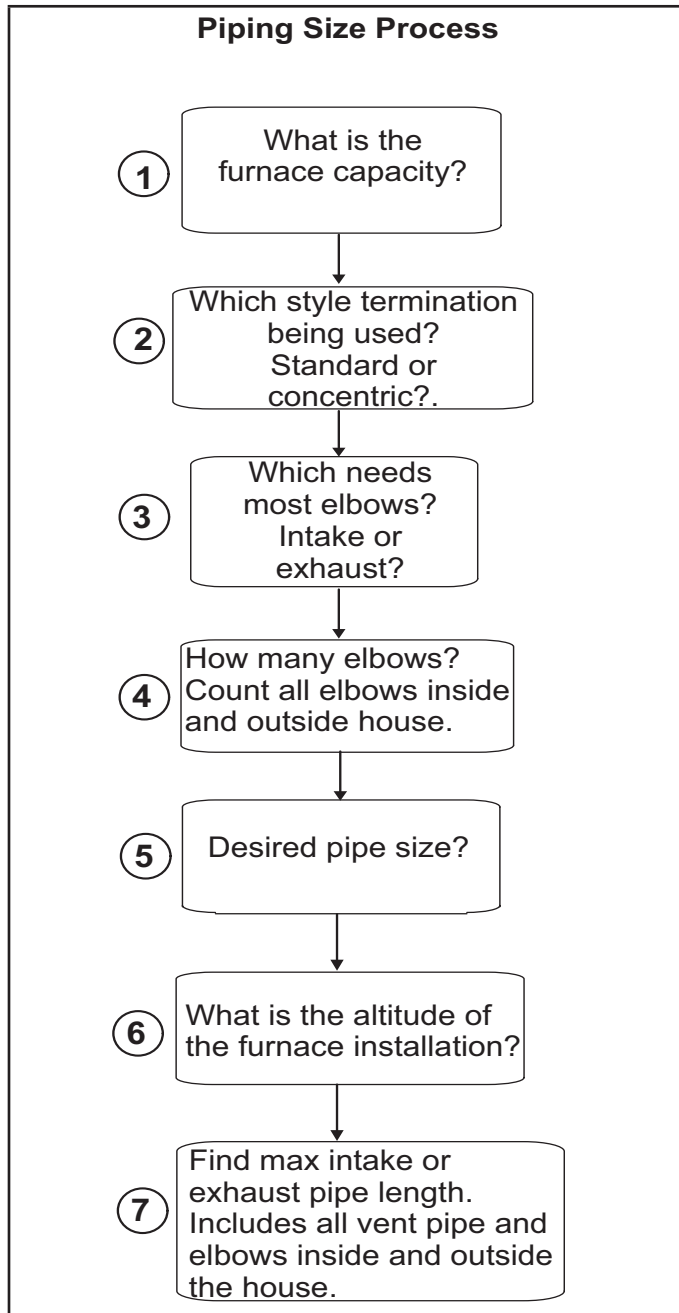 Piping Size Process
1
What is the
furnace capacity?
2
Which style termination
being used?
Standard or
concentric?.
3
Which needs
most elbows?
Intake or
exhaust?
4
How many elbows?
Count all elbows inside
and outside house.
5
Desired pipe size?
6
What is the altitude of
the furnace installation?
7
Find max intake or
exhaust pipe length.
Includes all vent pipe and
elbows inside and outside
the house.